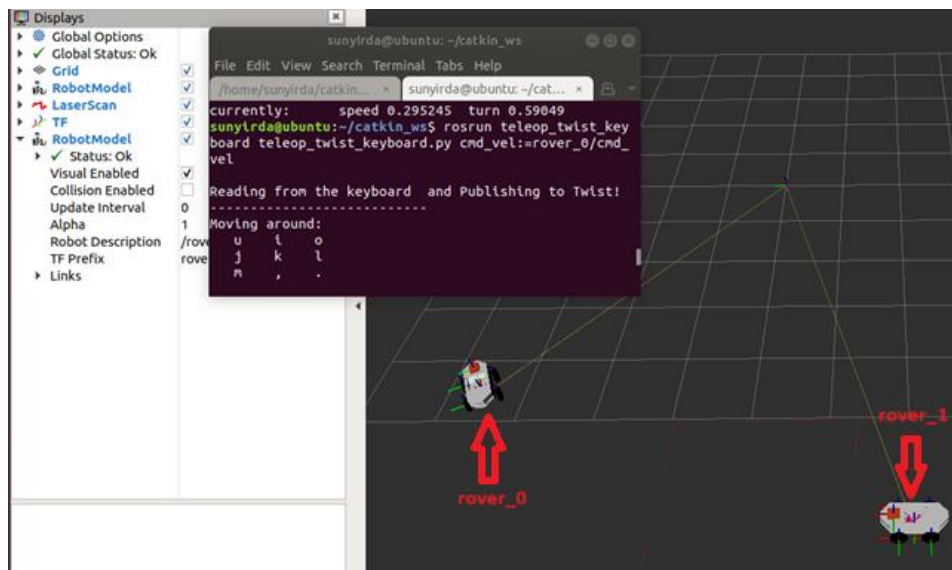 Displays
Global Options
Global Status: Ok
Grid
RobotModel
LaserScan
TF
RobotModel
Status: Ok
Visual Enabled
Collision Enabled
Update Interval 0
Alpha 1
Robot Description /rove
TF Prefix rove
Links
sunyirda@ubuntu: ~/catkin_ws
File Edit View Search Terminal Tabs Help
/home/sunyirda/catkin... × sunyirda@ubuntu: ~/cat... ×
currently: speed 0.295245 turn 0.59049
sunyirda@ubuntu:~/catkin_ws$ rosrun teleop_twist_key
board teleop_twist_keyboard.py cmd_vel:=rover_0/cmd_
vel
Reading from the keyboard and Publishing to Twist!
---------------------------
Moving around:
u i o
j k l
m , .
rover_0
rover_1